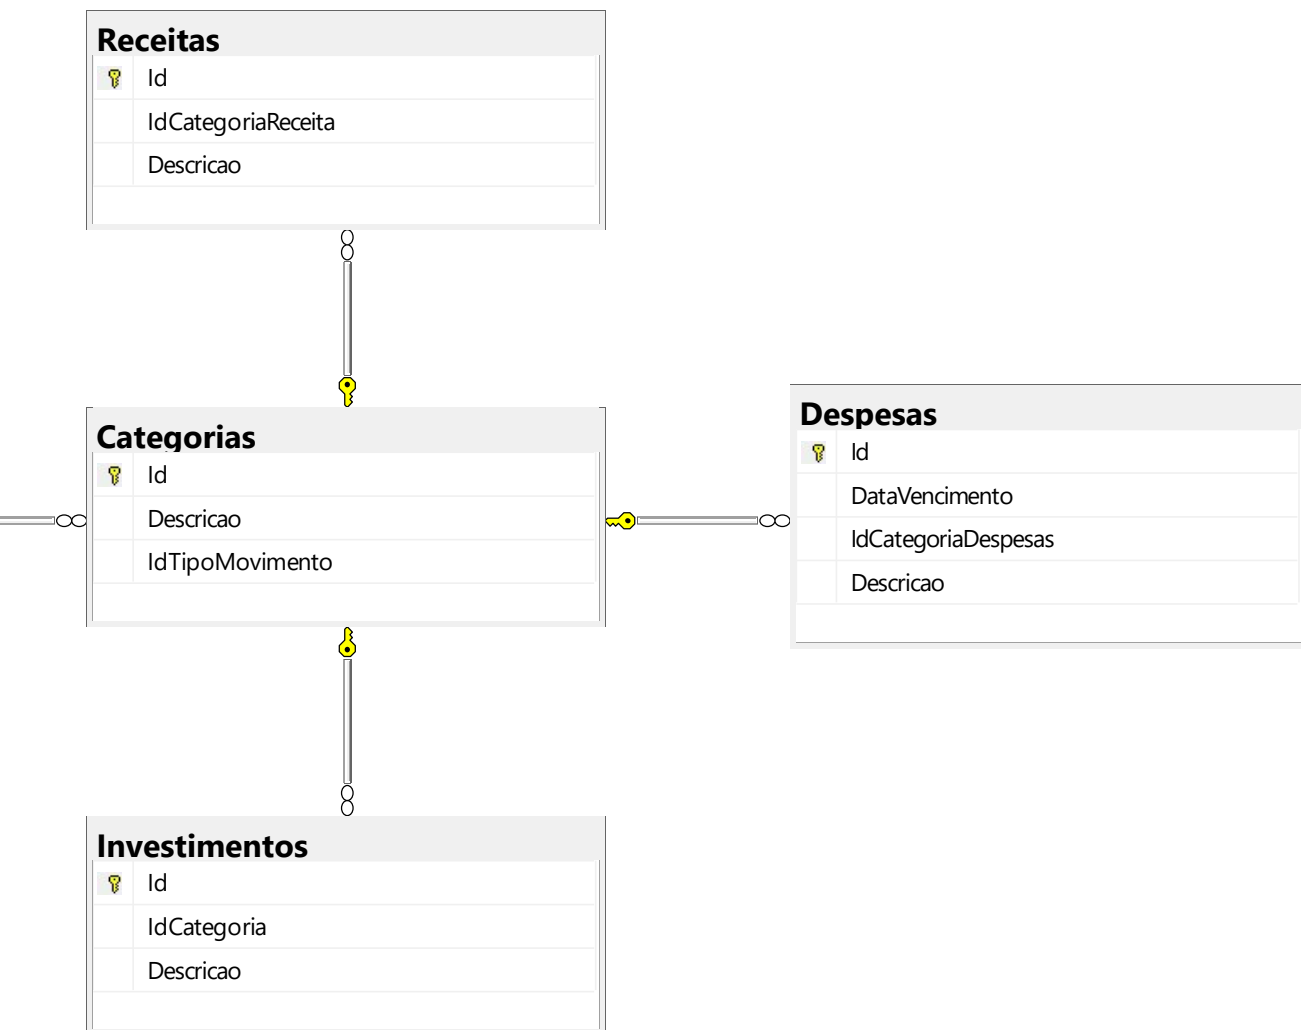 Receitas
Id
IdCategoriaReceita
Descricao
Categorias
Id
Descricao
IdTipoMovimento
Despesas
Id
DataVencimento
IdCategoriaDespesas
Descricao
Investimentos
Id
IdCategoria
Descricao